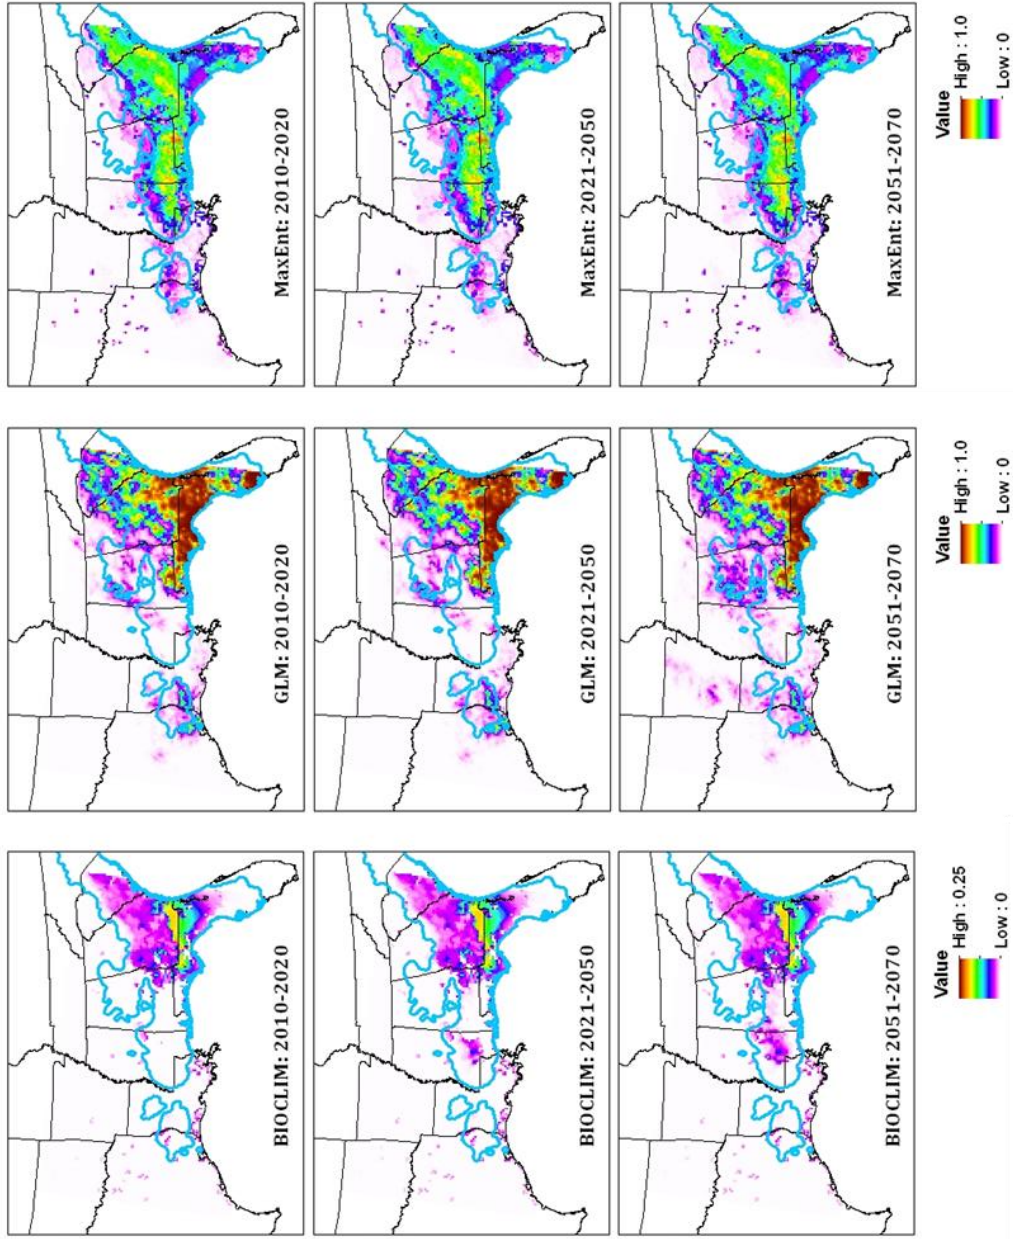 BIOCLIM: 2010-2020
BIOCLIM: 2021-2050
BIOCLIM: 2051-2070
Value
High : 0.25
Low : 0
GLM: 2010-2020
GLM: 2021-2050
GLM: 2051-2070
Value
High : 1.0
Low : 0
MaxEnt: 2010-2020
MaxEnt: 2021-2050
MaxEnt: 2051-2070
Value
High : 1.0
Low : 0